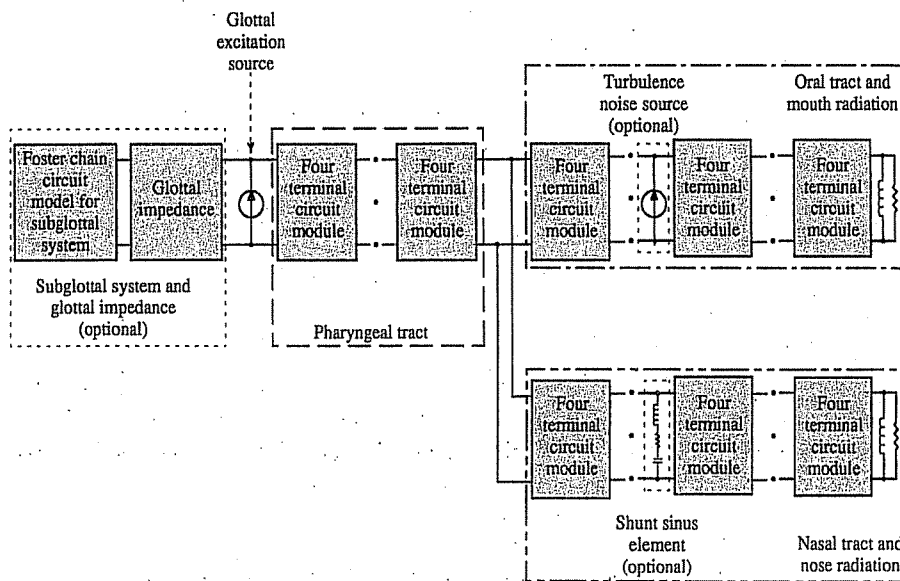 Glottal
excitation
source
Foster chain
circuit
model for
subglottal
system
Glottal
impedance
Subglottal system and
glottal impedance
(optional)
Four
terminal
circuit
module
Four
terminal
circuit
module
Pharyngeal tract
Turbulence
noise source
(optional)
Oral tract and
mouth radiation
Four
terminal
circuit
module
Four
terminal
circuit
module
Four
terminal
circuit
module
Four
terminal
circuit
module
Four
terminal
circuit
module
Four
terminal
circuit
module
Shunt sinus
element
(optional)
Nasal tract and
nose radiation